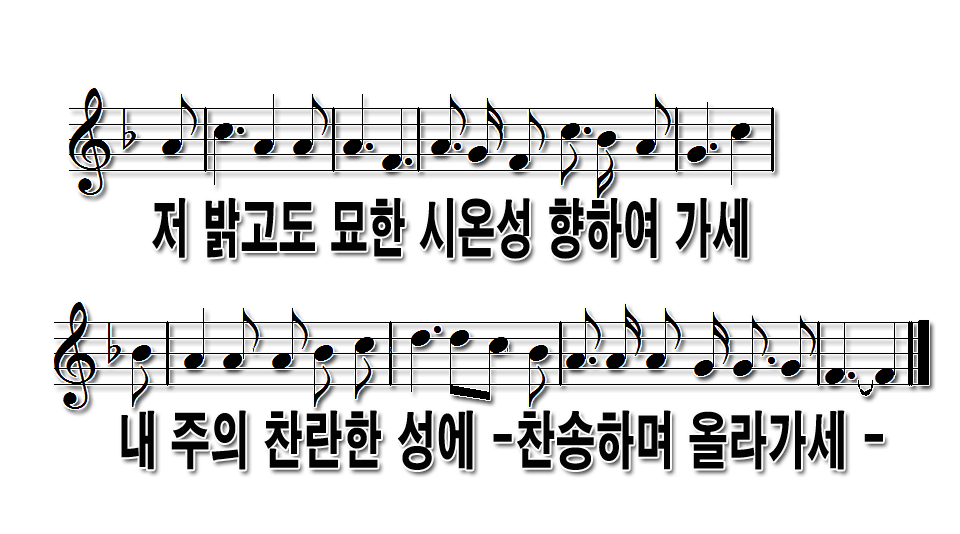 저 밝고도 묘한 시온성 향하여 가세
내 주의 찬란한 성에 -찬송하며 올라가세 -